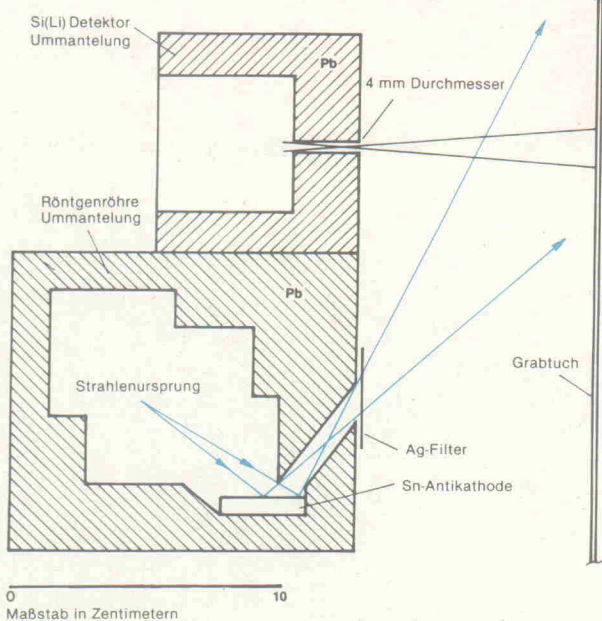 Si(Li) Detektor
Ummantelung
Pb
4 mm Durchmesser
Röntgenröhre
Ummantelung
Pb
Strahlenursprung
Grabtuch
Ag-Filter
Sn-Antikathode
0 10
Maßstab in Zentimetern